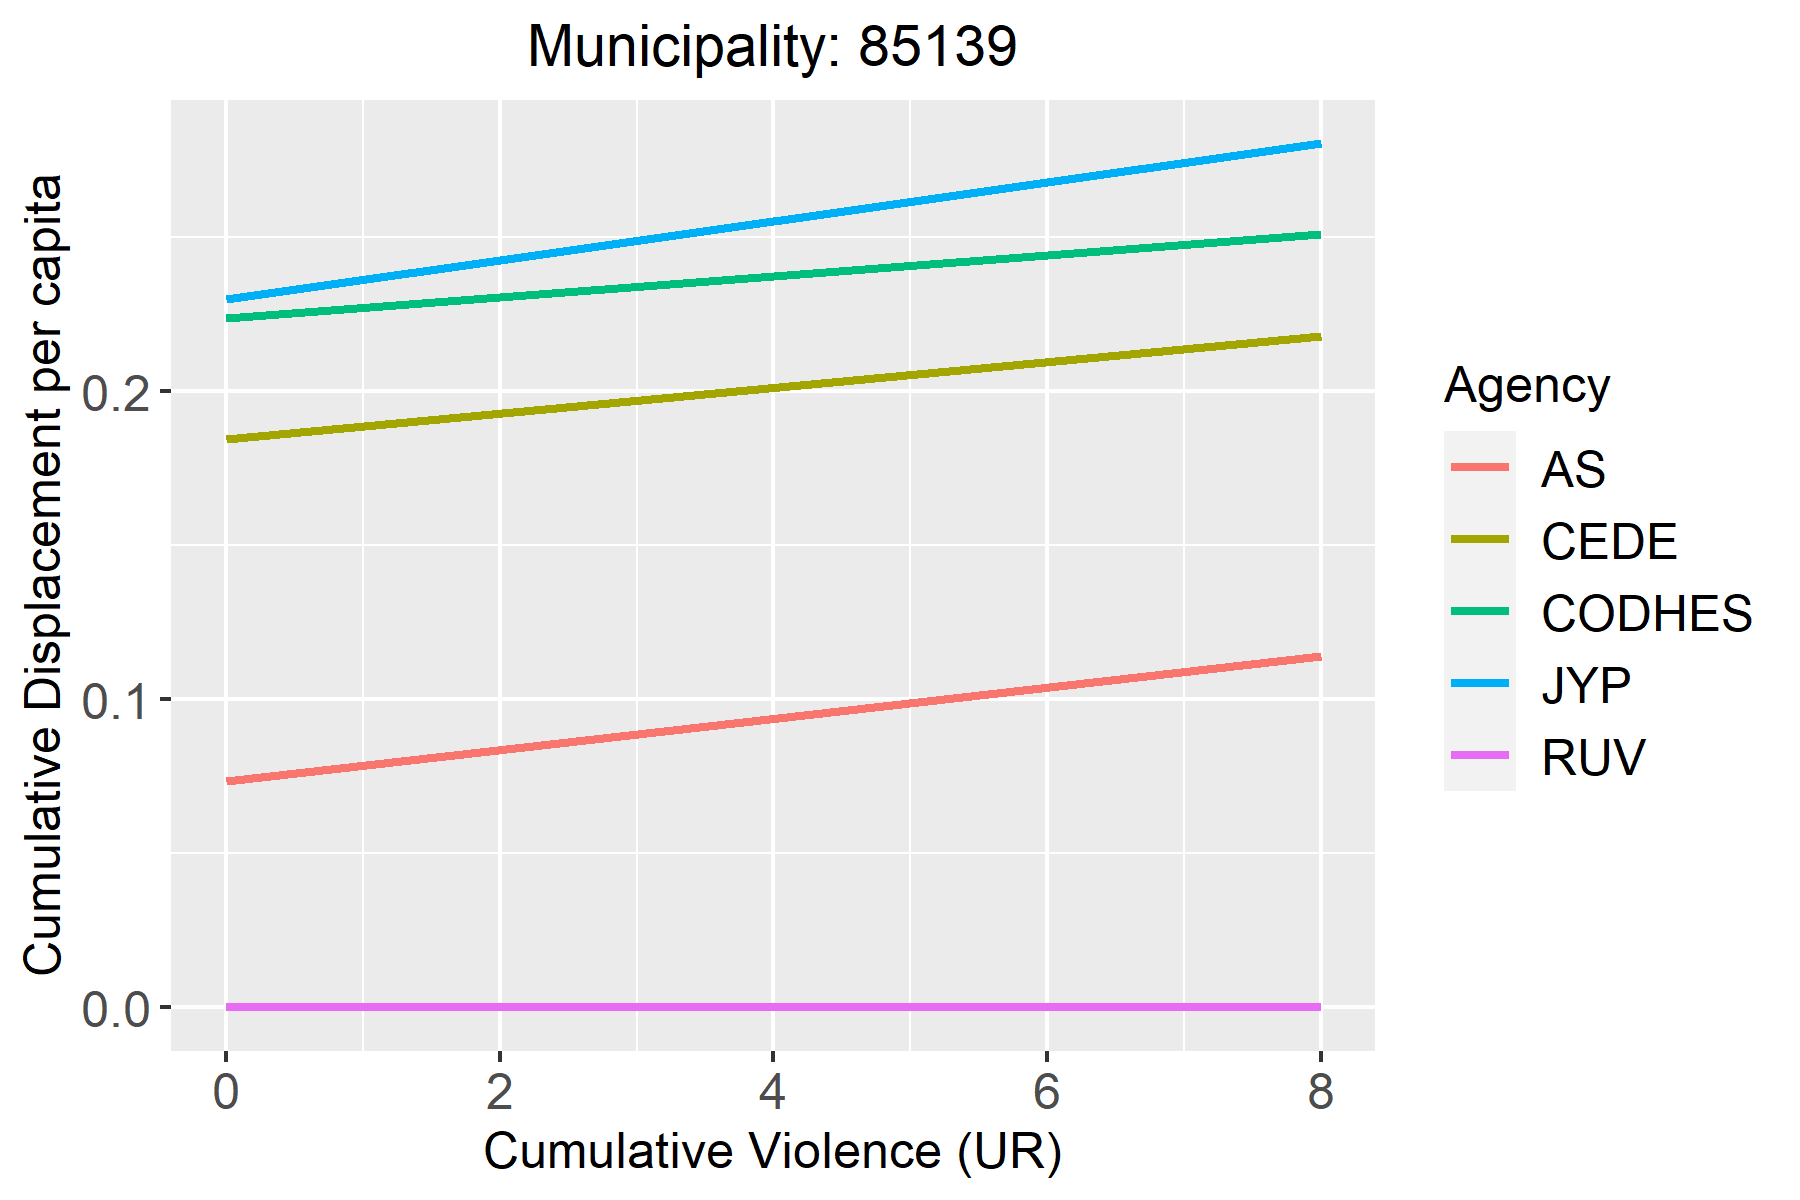 Municipality: 85139
Cumulative Displacement per capita
0.2
0.1
0.0
0 2 4 6 8
Cumulative Violence (UR)
Agency
AS
CEDE
CODHES
JYP
RUV